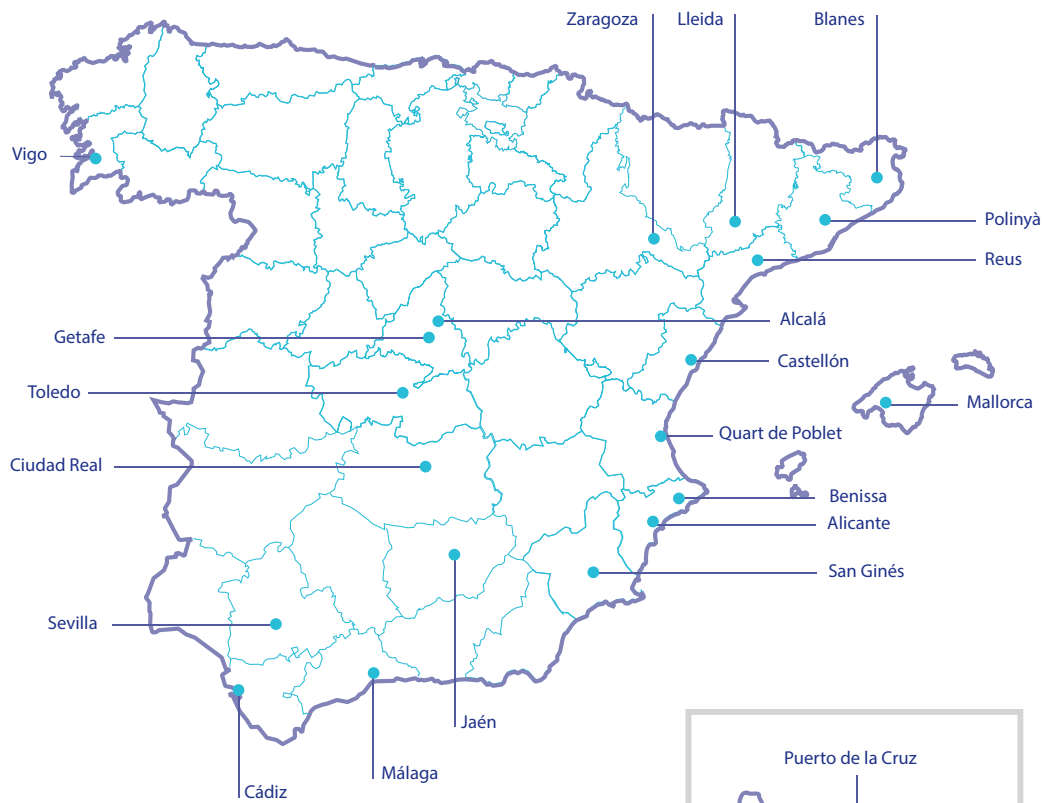 Zaragoza
Lleida
Blanes
Vigo
Polinyà
Reus
Alcalá
Getafe
Castellón
Toledo
Mallorca
Quart de Poblet
Ciudad Real
Benissa
Alicante
San Ginés
Sevilla
Jaén
Puerto de la Cruz
Málaga
Cádiz